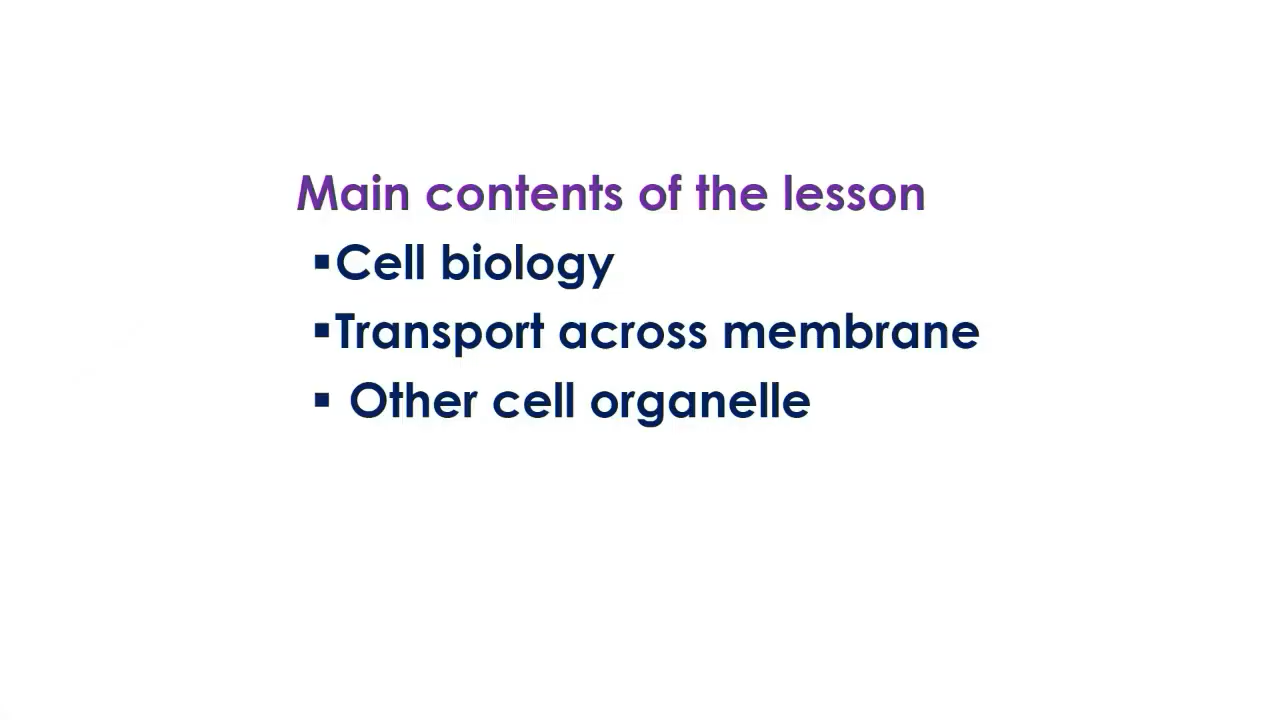 Main contents of the lesson
▪Cell biology
▪Transport across membrane
▪ Other cell organelle